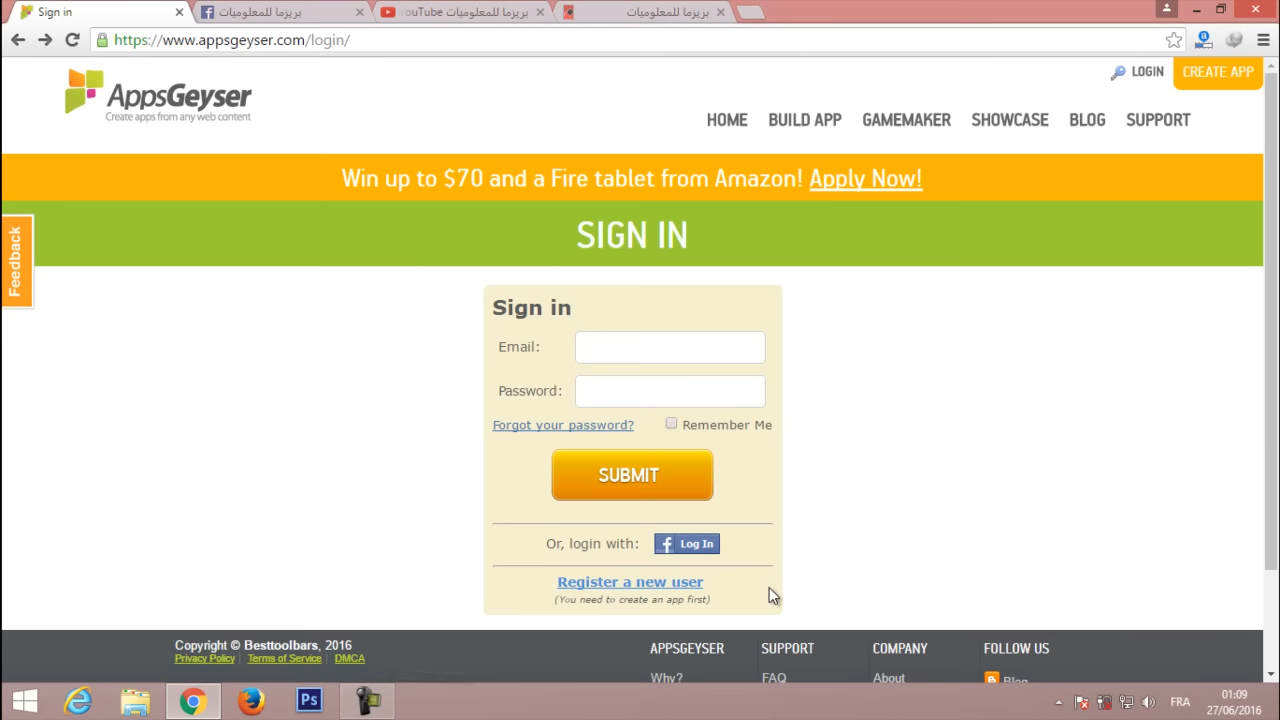 Sign in
بريزما للمعلوميات
بريزما للمعلوميات YouTube
بريزما للمعلوميات
https://www.appsgeyser.com/login/
LOGIN
CREATE APP
AppsGeyser
Create apps from any web content
HOME
BUILD APP
GAMEMAKER
SHOWCASE
BLOG
SUPPORT
Win up to $70 and a Fire tablet from Amazon! Apply Now!
SIGN IN
Feedback
Sign in
Email:
Password:
Forgot your password?
Remember Me
SUBMIT
Or, login with:
f Log In
Register a new user
(You need to create an app first)
Copyright © Besttoolbars, 2016
Privacy Policy | Terms of Service | DMCA
APPSGEYSER
SUPPORT
COMPANY
FOLLOW US
Why?
FAQ
About
Blog
Ps
FRA
01:09
27/06/2016